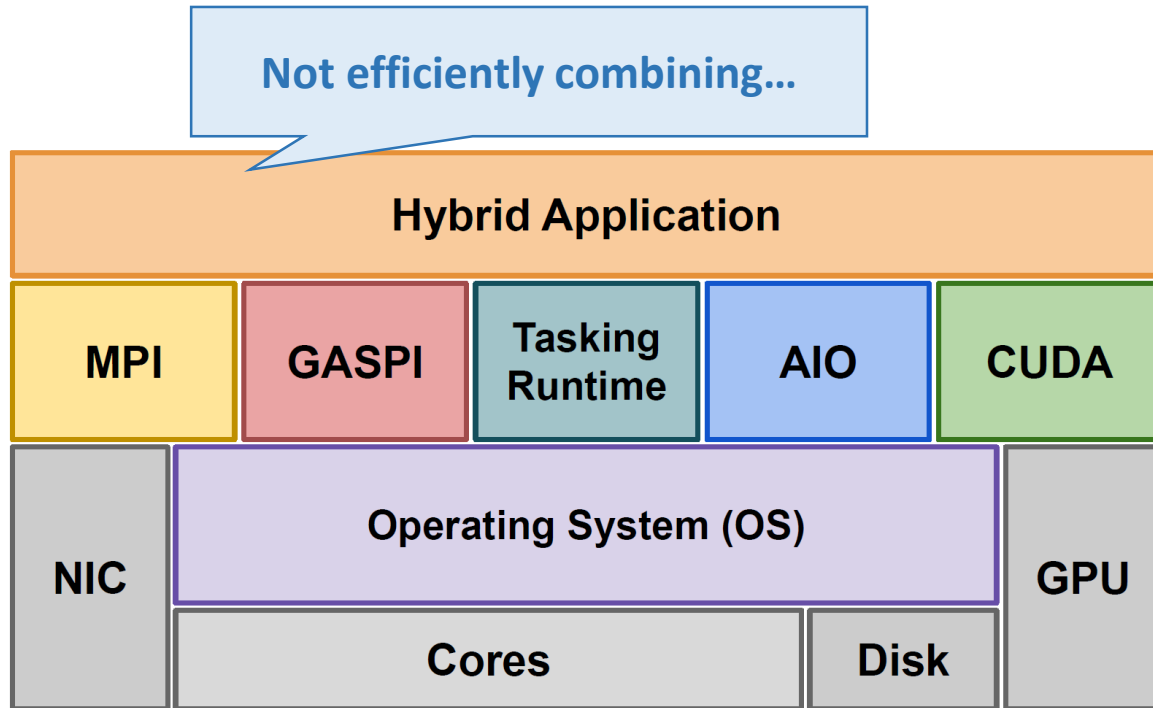 Not efficiently combining…
Hybrid Application
MPI
GASPI
Tasking
Runtime
AIO
CUDA
NIC
Operating System (OS)
GPU
Cores
Disk